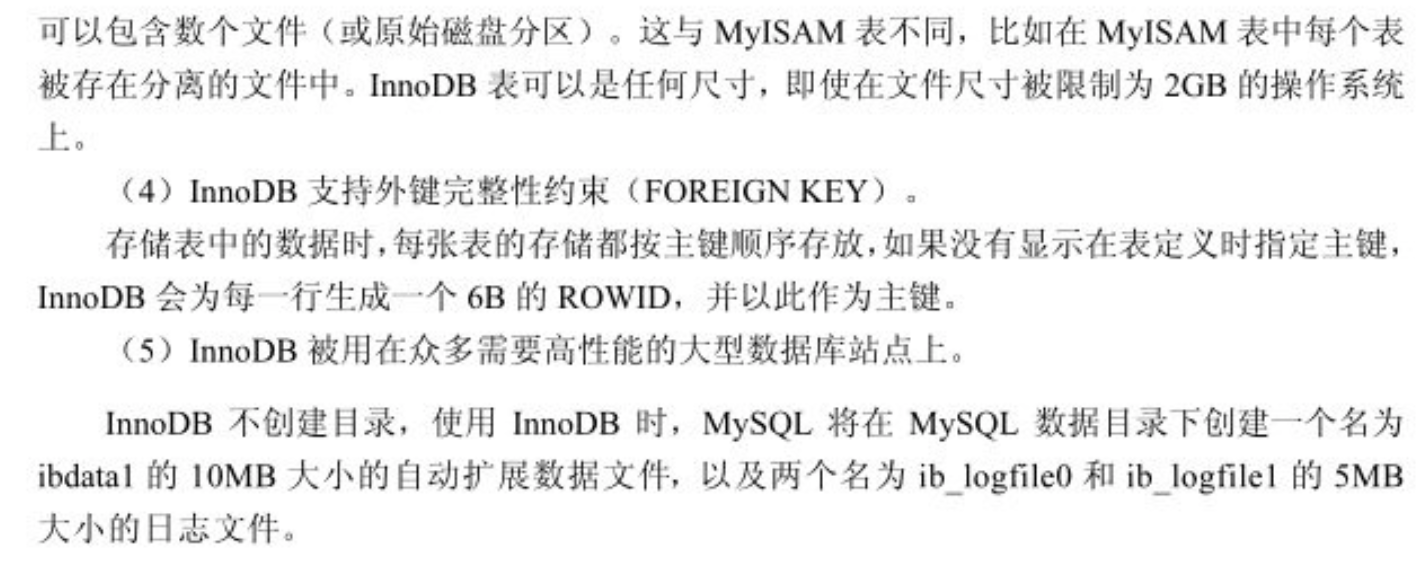 可以包含数个文件（或原始磁盘分区）。这与 MyISAM 表不同，比如在 MyISAM 表中每个表
被存在分离的文件中。InnoDB 表可以是任何尺寸，即使在文件尺寸被限制为 2GB 的操作系统
上。
（4）InnoDB 支持外键完整性约束（FOREIGN KEY）。
存储表中的数据时，每张表的存储都按主键顺序存放，如果没有显示在表定义时指定主键，
InnoDB 会为每一行生成一个 6B 的 ROWID，并以此作为主键。
（5）InnoDB 被用在众多需要高性能的大型数据库站点上。
InnoDB 不创建目录，使用 InnoDB 时，MySQL 将在 MySQL 数据目录下创建一个名为
ibdata1 的 10MB 大小的自动扩展数据文件，以及两个名为 ib_logfile0 和 ib_logfile1 的 5MB
大小的日志文件。